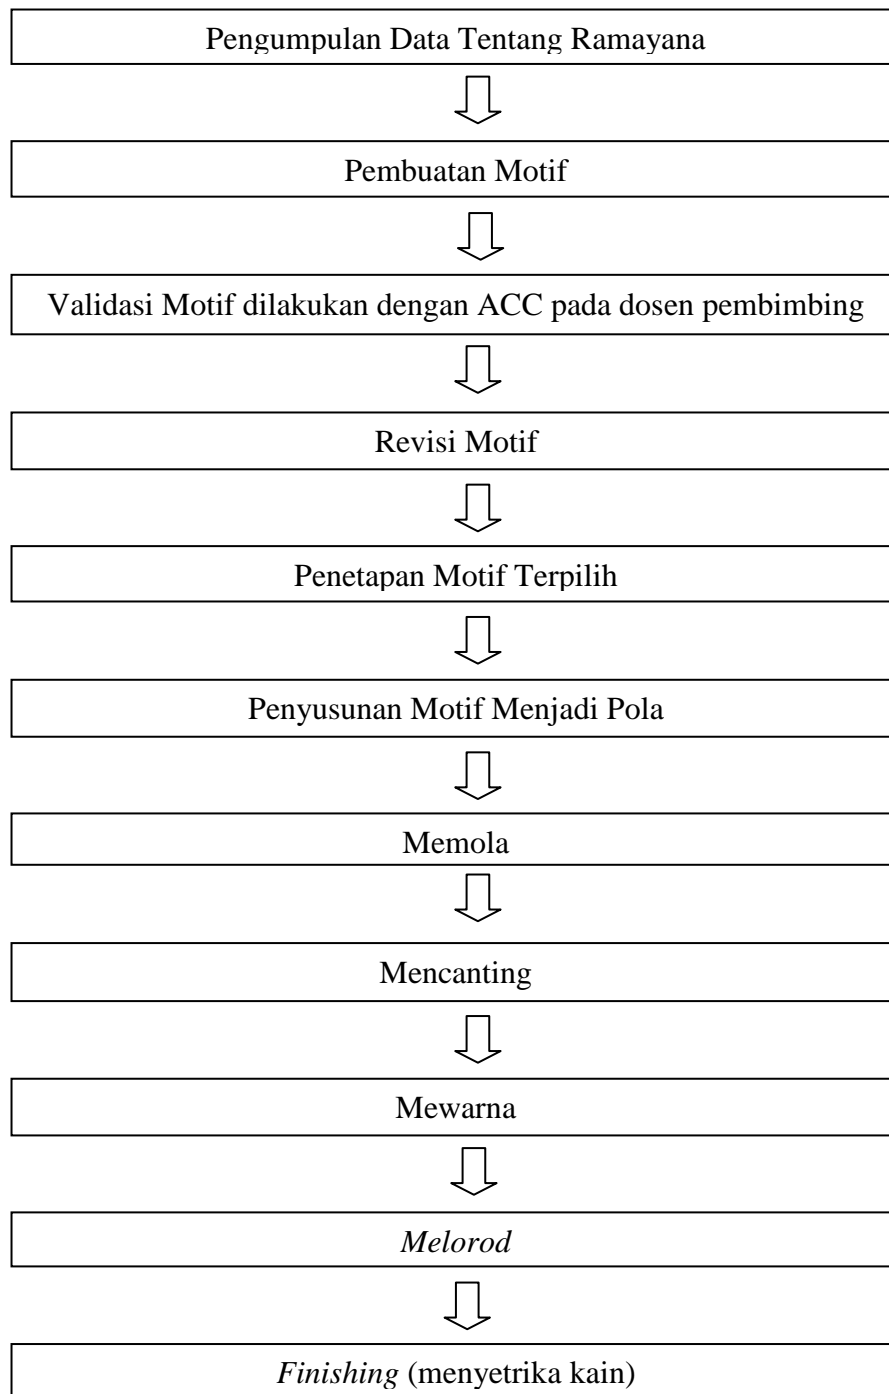 Pengumpulan Data Tentang Ramayana
Pembuatan Motif
Validasi Motif dilakukan dengan ACC pada dosen pembimbing
Revisi Motif
Penetapan Motif Terpilih
Penyusunan Motif Menjadi Pola
Memola
Mencanting
Mewarna
Melorod
Finishing (menyetrika kain)